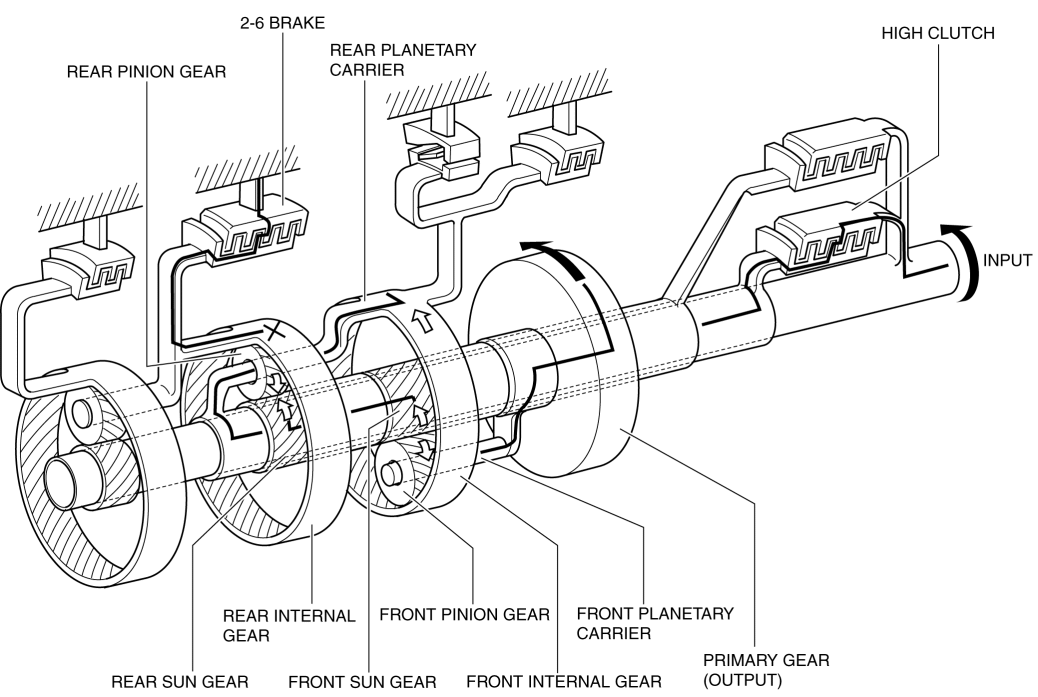 2-6 BRAKE
HIGH CLUTCH
REAR PLANETARY
CARRIER
REAR PINION GEAR
INPUT
REAR INTERNAL
GEAR
FRONT PINION GEAR
FRONT PLANETARY
CARRIER
PRIMARY GEAR
(OUTPUT)
REAR SUN GEAR
FRONT SUN GEAR
FRONT INTERNAL GEAR